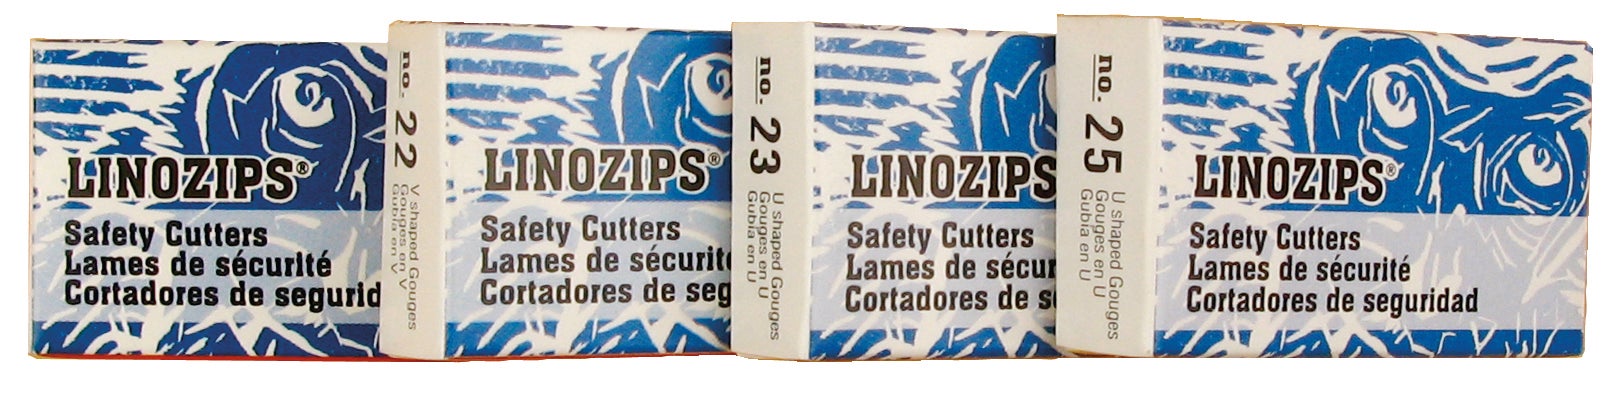 LINOZIPS®
Safety Cutters
Lames de sécurité
Cortadores de segurid
no. 22
V shaped Gouges
Gouges en V
Gubia en V
LINOZIPS®
Safety Cutters
Lames de sécurité
Cortadores de seg
no. 23
U shaped Gouges
Gouges en U
Gubia en U
LINOZIPS
Safety Cutters
Lames de sécur
Cortadores de s
no. 25
U shaped Gouges
Gouges en U
Gubia en U
LINOZIPS®
Safety Cutters
Lames de sécurité
Cortadores de seguridad